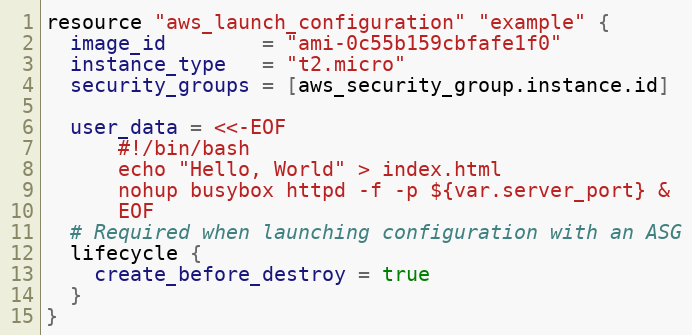 1 resource "aws_launch_configuration" "example" {
2   image_id        = "ami-0c55b159cbfafe1f0"
3   instance_type   = "t2.micro"
4   security_groups = [aws_security_group.instance.id]
5
6   user_data = <<-EOF
7       #!/bin/bash
8       echo "Hello, World" > index.html
9       nohup busybox httpd -f -p ${var.server_port} &
10       EOF
11   # Required when launching configuration with an ASG
12   lifecycle {
13     create_before_destroy = true
14   }
15 }